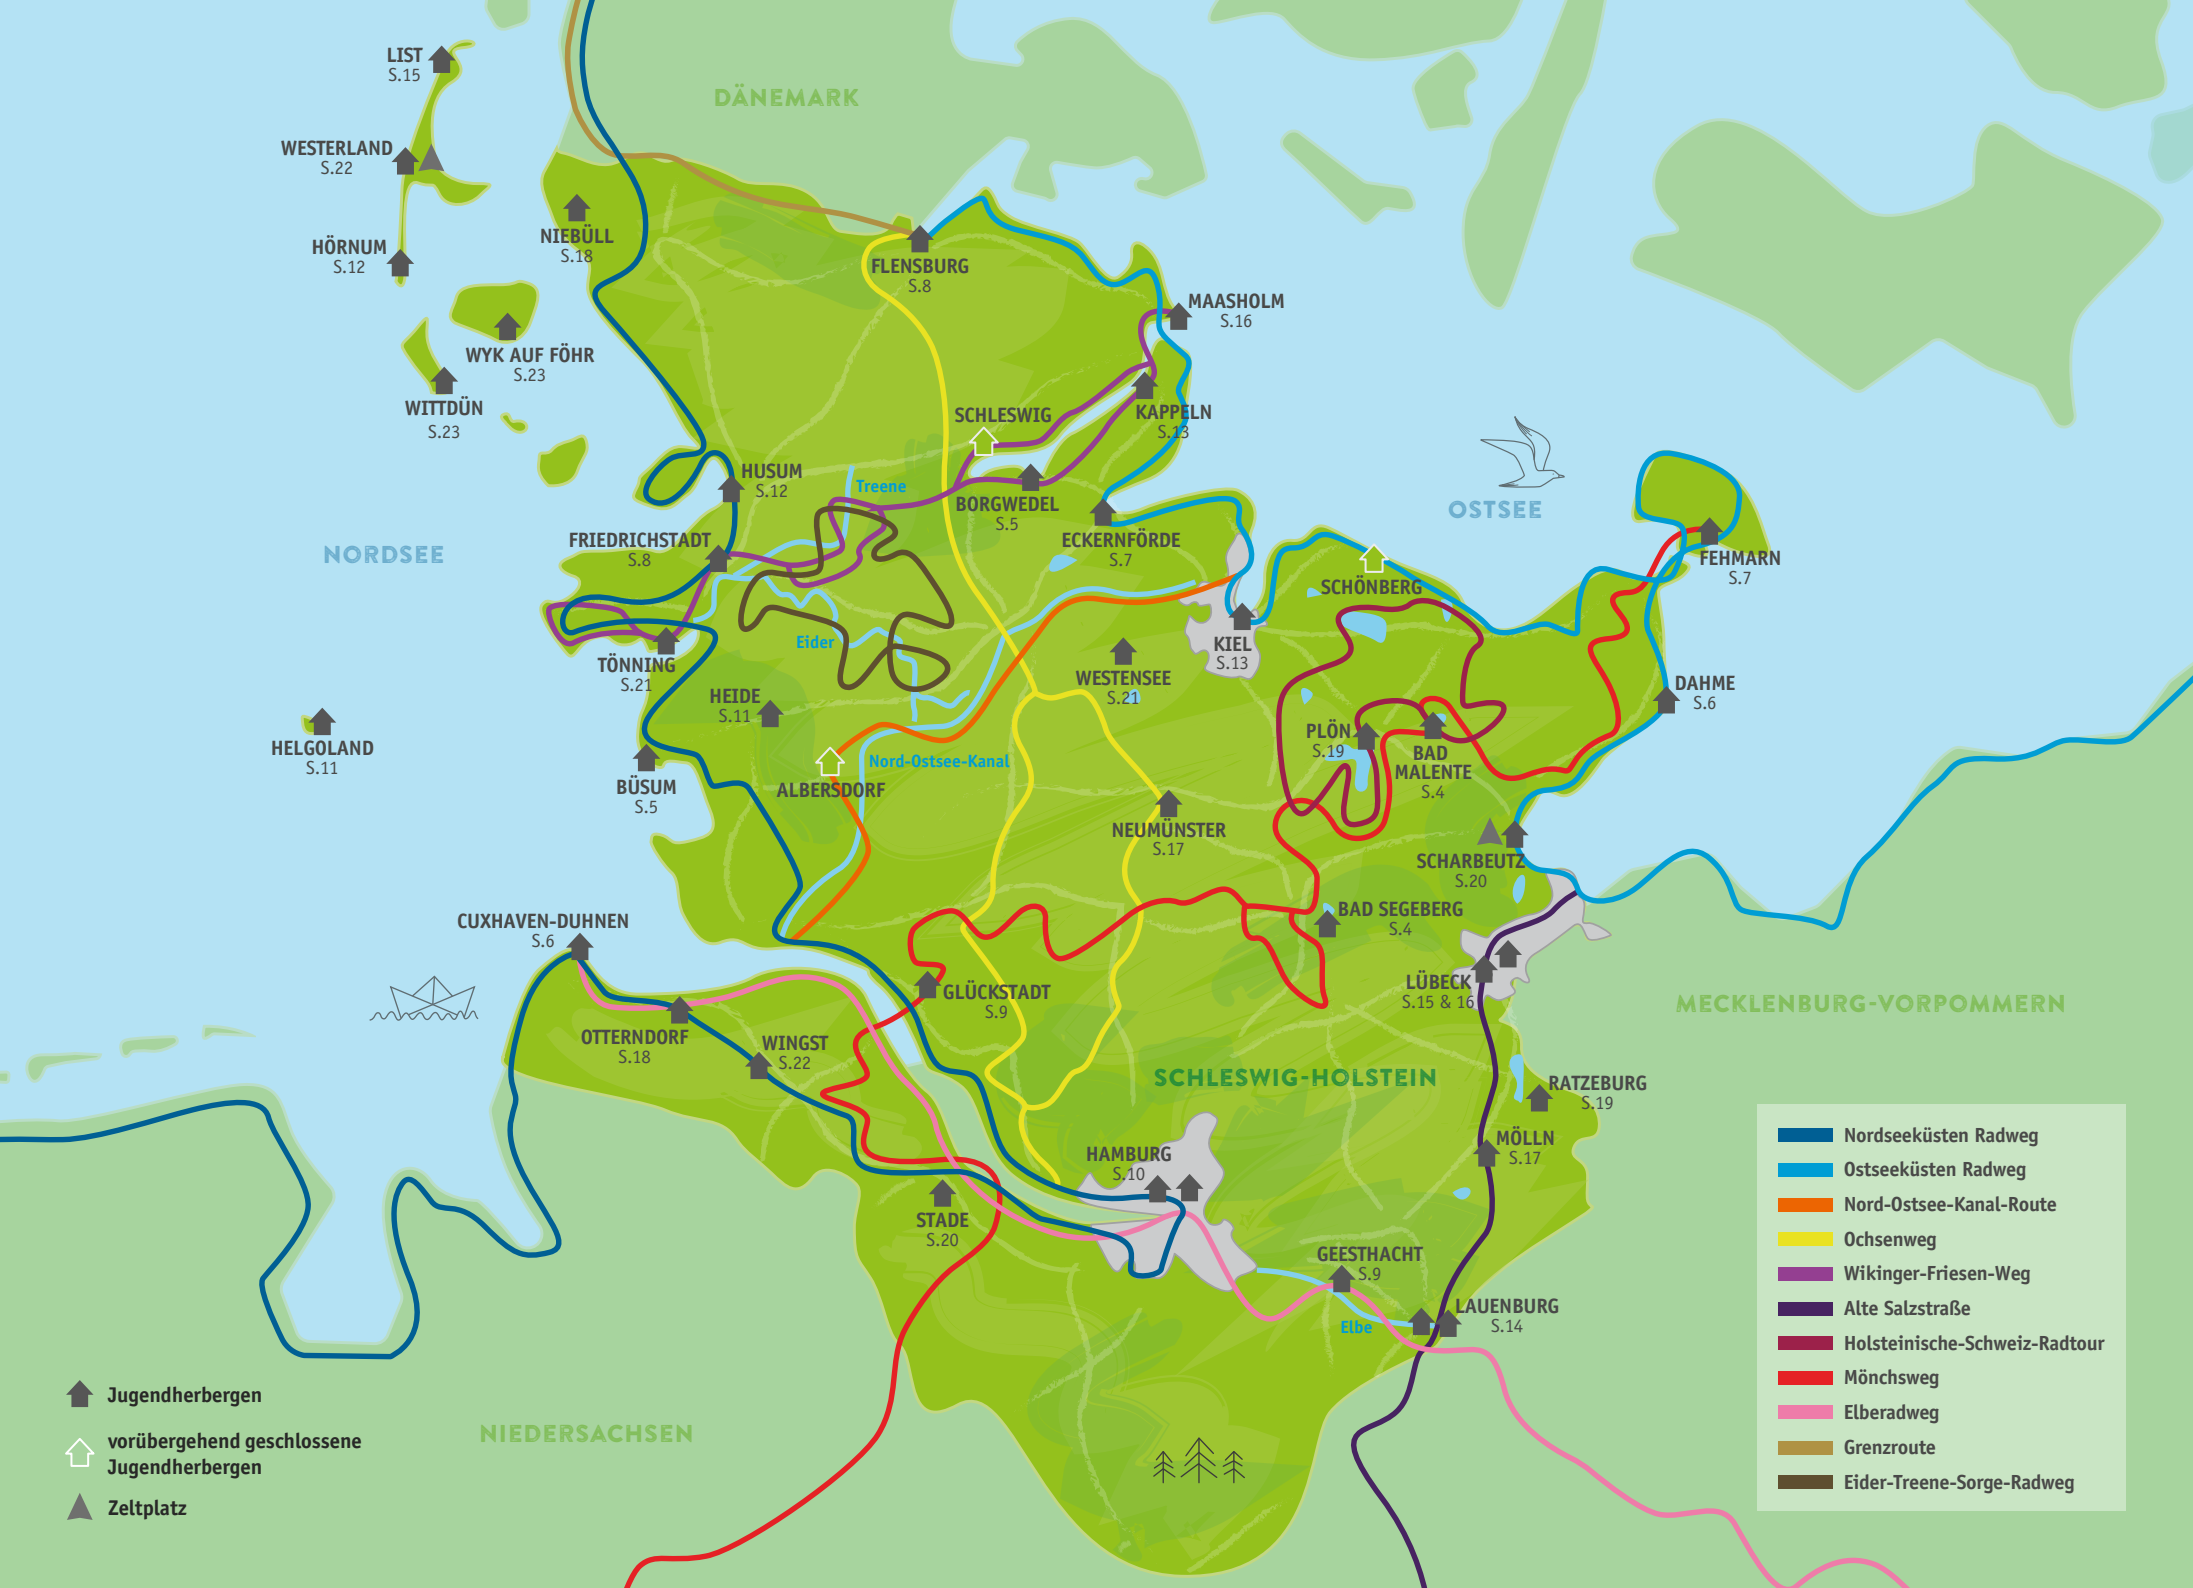 LIST
S.15
DÄNEMARK
WESTERLAND
S.22
HÖRNUM
S.12
NIEBÜLL
S.18
FLENSBURG
S.8
MAASHOLM
S.16
WYK AUF FÖHR
S.23
WITTDÜN
S.23
SCHLESWIG
KAPPELN
S.13
HUSUM
S.12
Treene
BORGWEDEL
S.5
OSTSEE
NORDSEE
FRIEDRICHSTADT
S.8
ECKERNFÖRDE
S.7
SCHÖNBERG
FEHMARN
S.7
Eider
KIEL
S.13
TÖNNING
S.21
WESTENSEE
S.21
HEIDE
S.11
DAHME
S.6
PLÖN
S.19
BAD
MALENTE
S.4
HELGOLAND
S.11
Nord-Ostsee-Kanal
BÜSUM
S.5
ALBERSDORF
NEUMÜNSTER
S.17
SCHARBEUTZ
S.20
CUXHAVEN-DUHNEN
S.6
BAD SEGEBERG
S.4
LÜBECK
S.15 & 16
GLÜCKSTADT
S.9
MECKLENBURG-VORPOMMERN
OTTERNDORF
S.18
WINGST
S.22
SCHLESWIG-HOLSTEIN
RATZEBURG
S.19
MÖLLN
S.17
HAMBURG
S.10
STADE
S.20
GEESTHACHT
S.9
LAUENBURG
S.14
Elbe
NIEDERSACHSEN
Jugendherbergen
vorübergehend geschlossene
Jugendherbergen
Zeltplatz
Nordseeküsten Radweg
Ostseeküsten Radweg
Nord-Ostsee-Kanal-Route
Ochsenweg
Wikinger-Friesen-Weg
Alte Salzstraße
Holsteinische-Schweiz-Radtour
Mönchsweg
Elberadweg
Grenzroute
Eider-Treene-Sorge-Radweg